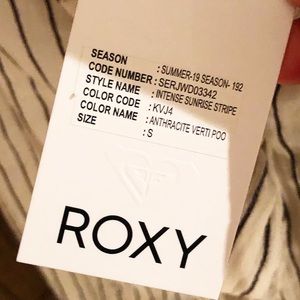 SEASON : SUMMER-19 SEASON- 192
CODE NUMBER : SERJWD03342
STYLE NAME : INTENSE SUNRISE STRIPE
COLOR CODE : KVJ4
COLOR NAME : ANTHRACITE VERTI POO
SIZE : S
ROXY